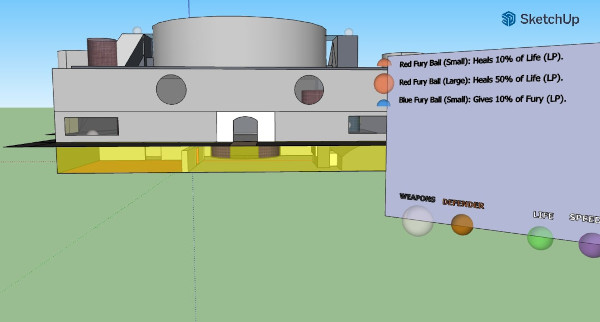 SketchUp
Red Fury Ball (Small): Heals 10% of Life (LP).
Red Fury Ball (Large): Heals 50% of Life (LP).
Blue Fury Ball (Small): Gives 10% of Fury (LP).
WEAPONS DEFENDER LIFE SPEED